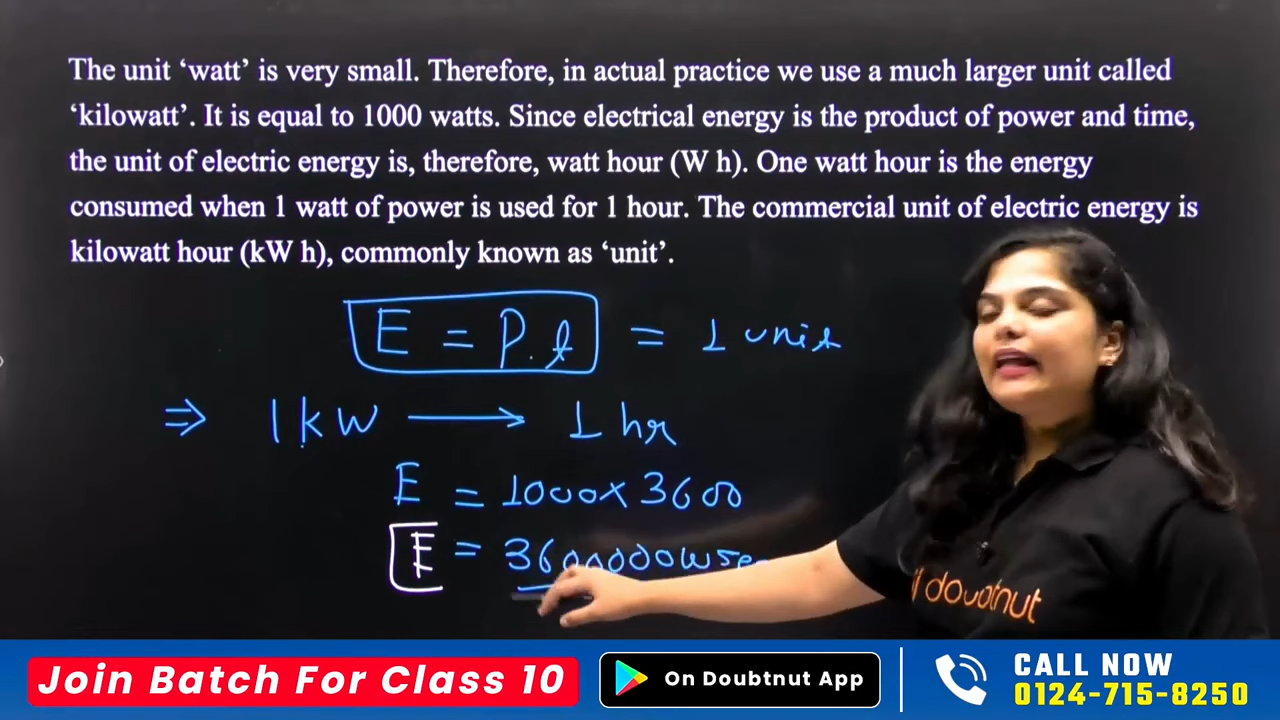 The unit ‘watt’ is very small. Therefore, in actual practice we use a much larger unit called
‘kilowatt’. It is equal to 1000 watts. Since electrical energy is the product of power and time,
the unit of electric energy is, therefore, watt hour (W h). One watt hour is the energy
consumed when 1 watt of power is used for 1 hour. The commercial unit of electric energy is
kilowatt hour (kW h), commonly known as ‘unit’.
E = P.t = 1 unit
⇒ 1kW → 1 hr
E = 1000 x 3600
E = 3600000
doubtnut
Join Batch For Class 10
On Doubtnut App
CALL NOW
0124-715-8250